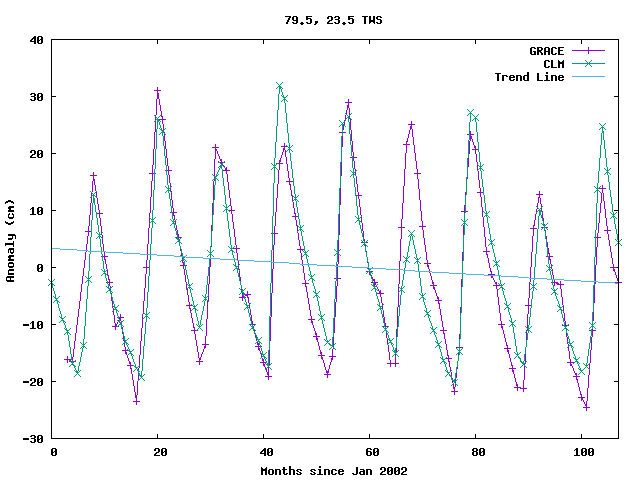 79.5, 23.5 TWS
GRACE
CLM
Trend Line
40
30
20
10
0
-10
-20
-30
Anomaly (cm)
0 20 40 60 80 100
Months since Jan 2002